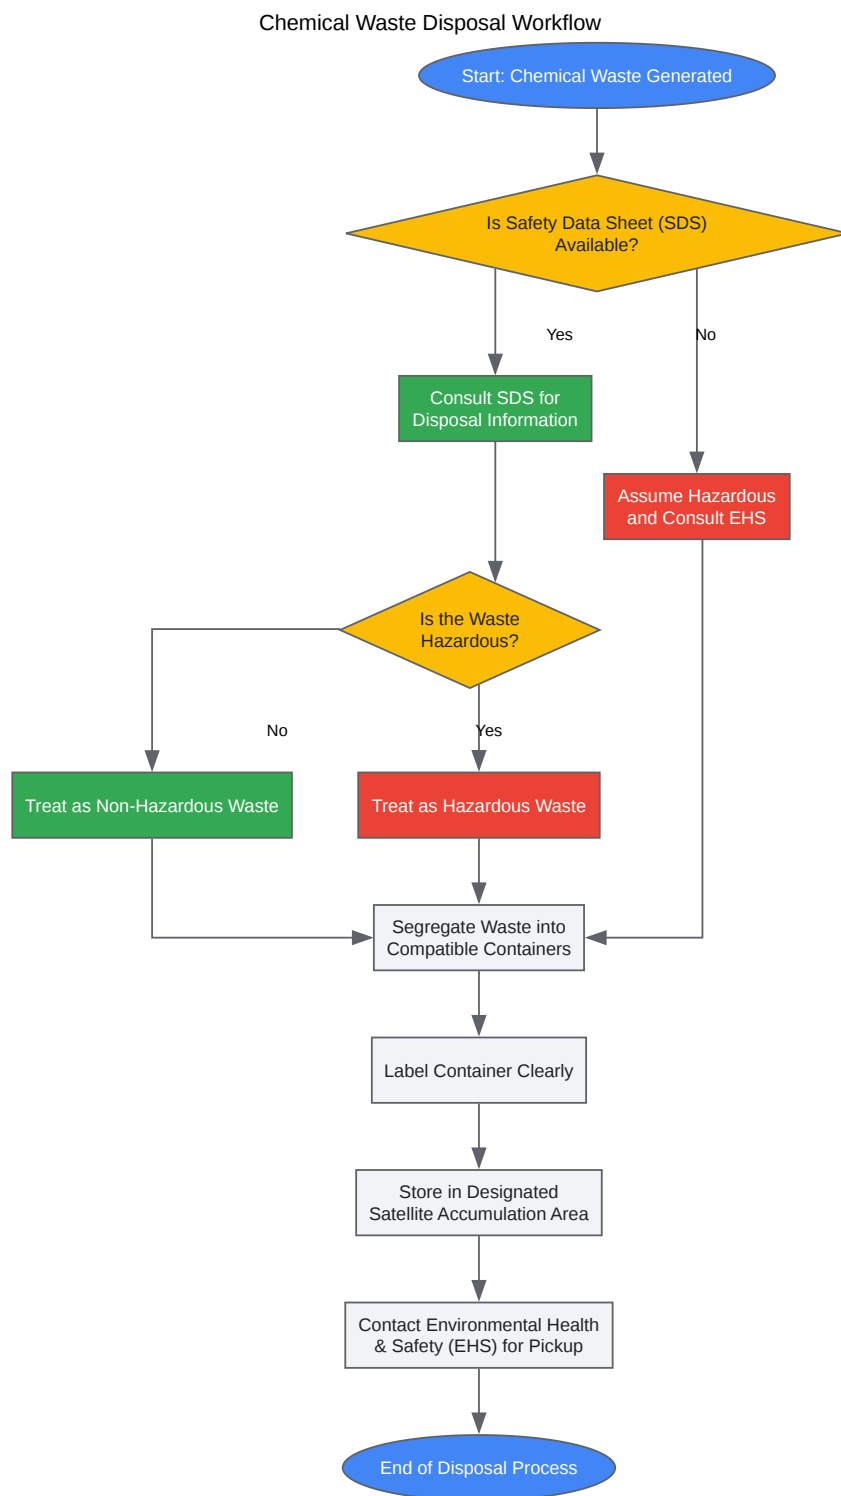 Chemical Waste Disposal Workflow
Start: Chemical Waste Generated
Is Safety Data Sheet (SDS)
Available?
Yes
No
Consult SDS for
Disposal Information
Assume Hazardous
and Consult EHS
Is the Waste
Hazardous?
No
Yes
Treat as Non-Hazardous Waste
Treat as Hazardous Waste
Segregate Waste into
Compatible Containers
Label Container Clearly
Store in Designated
Satellite Accumulation Area
Contact Environmental Health
& Safety (EHS) for Pickup
End of Disposal Process